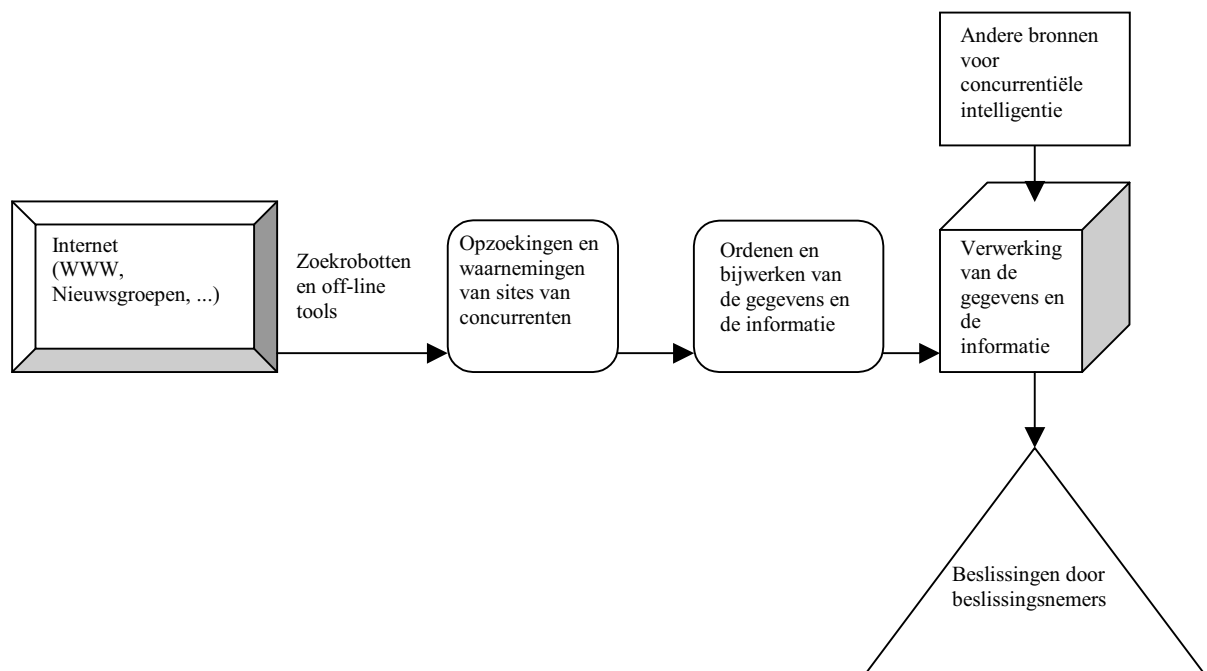 Andere bronnen
voor
concurrentiële
intelligentie
Internet
(WWW,
Nieuwsgroepen, ...)
Zoekrobotten
en off-line
tools
Opzoekingen en
waarnemingen
van sites van
concurrenten
Ordenen en
bijwerken van
de gegevens en
de informatie
Verwerking
van de
gegevens en
de
informatie
Beslissingen door
beslissingsnemers